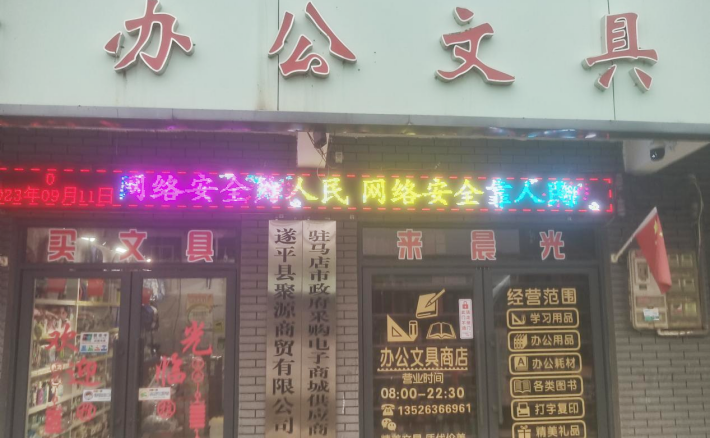 办公文具
023年09月11日 网络安全为人民 网络安全靠人民
买文具
来晨光
遂平县聚源商贸有限公司
驻马店市政府采购电子商城供应商
欢迎
光临
办公文具商店
营业时间
08:00-22:30
13526366961
经营范围
学习用品
办公用品
办公耗材
各类图书
打字复印
精美礼品